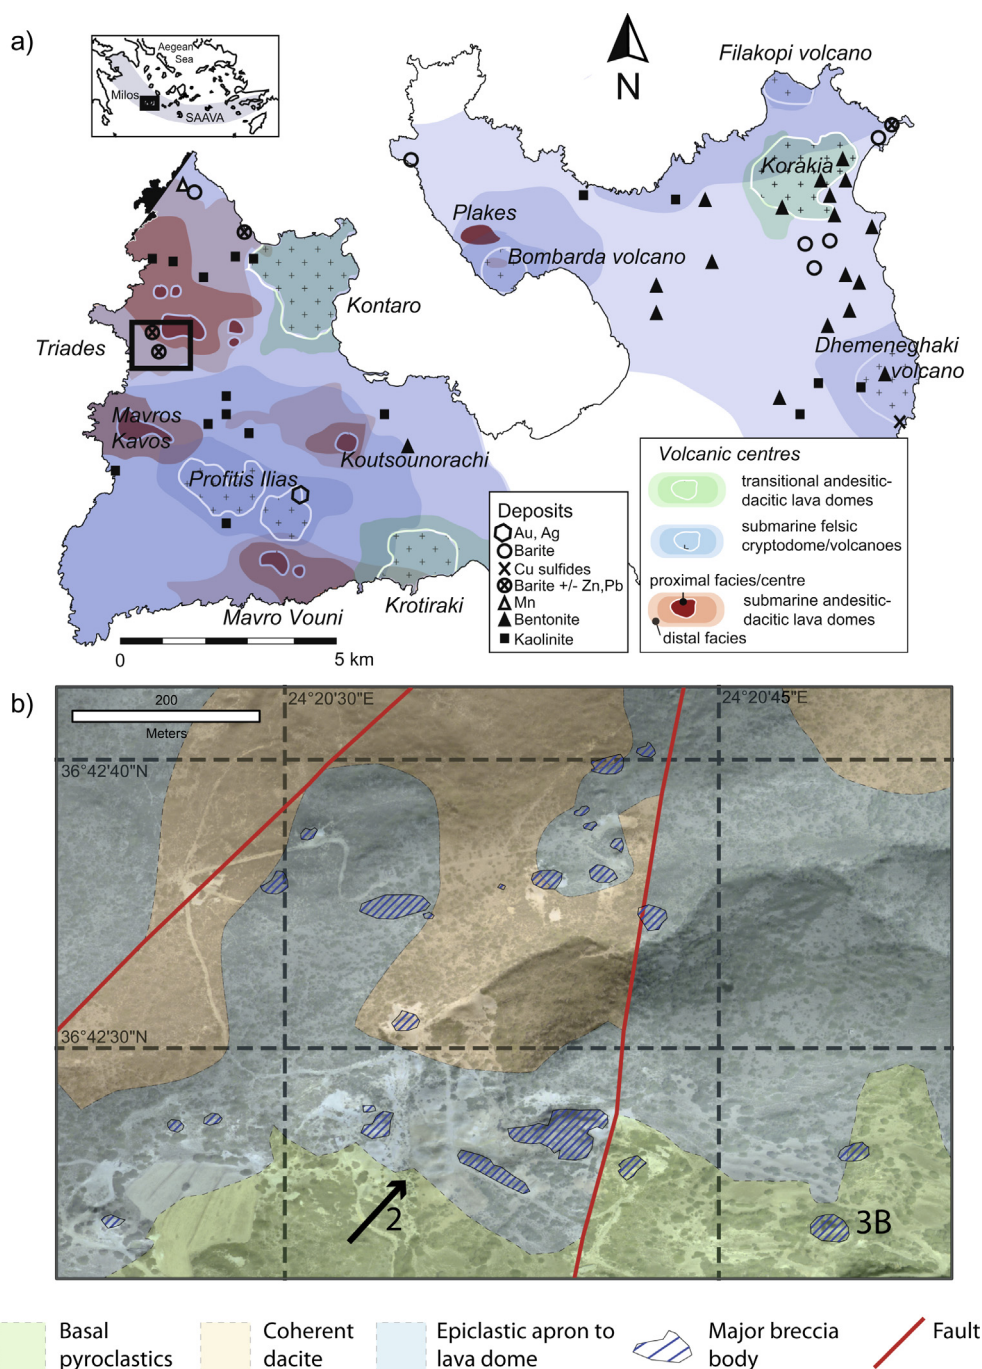 a)
Aegean
Sea
Milos
SAAVA
N
Filakopi volcano
Korakia
Plakes
Bombarda volcano
Kontaro
Triades
Dhemeneghaki
volcano
Mavros
Kavos
Koutsounorachi
Profitis Ilias
Krotiraki
Mavro Vouni
0 5 km
Deposits
Au, Ag
Barite
Cu sulfides
Barite +/- Zn,Pb
Mn
Bentonite
Kaolinite
Volcanic centres
transitional andesitic-
dacitic lava domes
submarine felsic
cryptodome/volcanoes
proximal facies/centre
submarine andesitic-
dacitic lava domes
distal facies
b)
200
Meters
24°20'30"E
24°20'45"E
36°42'40"N
36°42'30"N
2
3B
Basal
pyroclastics
Coherent
dacite
Epiclastic apron to
lava dome
Major breccia
body
Fault